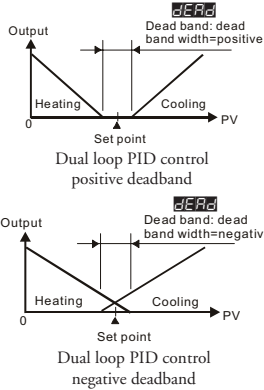 dEAd
Output
Dead band: dead
band width=positive
Heating
Cooling
0
PV
Set point
Dual loop PID control
positive deadband
dEAd
Output
Dead band: dead
band width=negativ
Heating
Cooling
0
PV
Set point
Dual loop PID control
negative deadband